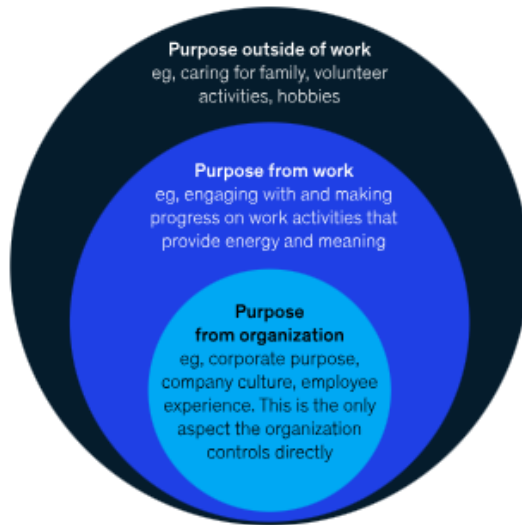 Purpose outside of work
eg, caring for family, volunteer
activities, hobbies
Purpose from work
eg, engaging with and making
progress on work activities that
provide energy and meaning
Purpose
from organization
eg, corporate purpose,
company culture, employee
experience. This is the only
aspect the organization
controls directly